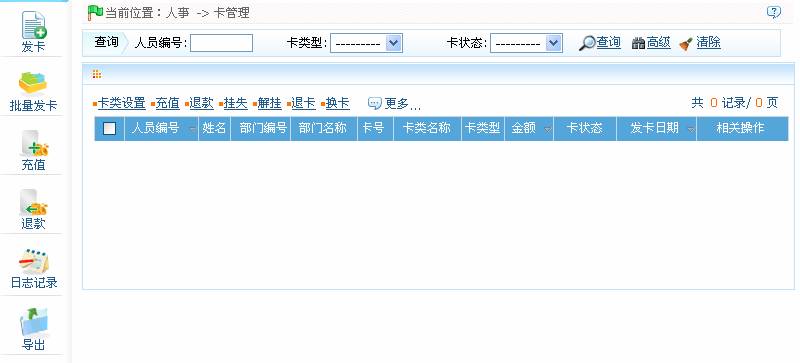 当前位置：人事 -> 卡管理
查询 人员编号: 卡类型: --------- 卡状态: --------- 查询 高级 清除
卡类设置 充值 退款 挂失 解挂 退卡 换卡 更多... 共 0 记录/ 0 页
人员编号 姓名 部门编号 部门名称 卡号 卡类名称 卡类型 金额 卡状态 发卡日期 相关操作
发卡
批量发卡
充值
退款
日志记录
导出